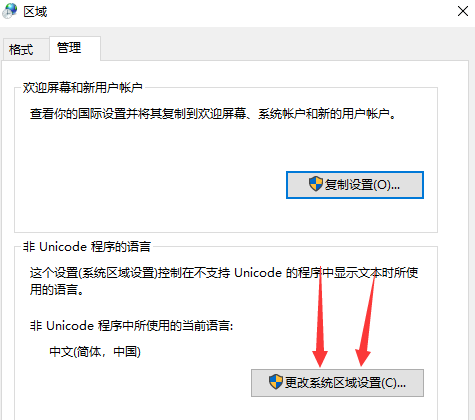 区域
格式
管理
欢迎屏幕和新用户帐户
查看你的国际设置并将其复制到欢迎屏幕、系统帐户和新的用户帐户。
复制设置(O)...
非 Unicode 程序的语言
这个设置(系统区域设置)控制在不支持 Unicode 的程序中显示文本时所使
用的语言。
非 Unicode 程序中所使用的当前语言:
中文(简体，中国)
更改系统区域设置(C)...